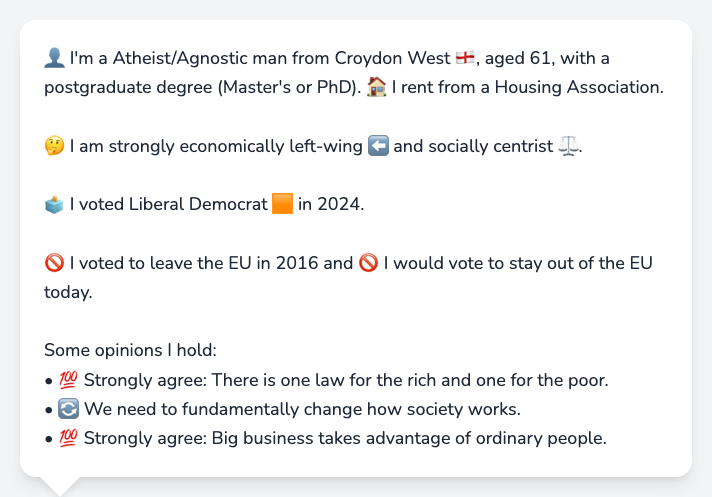 👤 I'm a Atheist/Agnostic man from Croydon West 🏴󠁧󠁢󠁥󠁮󠁧󠁿, aged 61, with a
postgraduate degree (Master's or PhD). 🏠 I rent from a Housing Association.
🤔 I am strongly economically left-wing ⬅️ and socially centrist ⚖️.
🗳️ I voted Liberal Democrat 🟧 in 2024.
🚫 I voted to leave the EU in 2016 and 🚫 I would vote to stay out of the EU
today.
Some opinions I hold:
• 💯 Strongly agree: There is one law for the rich and one for the poor.
• 🔄 We need to fundamentally change how society works.
• 💯 Strongly agree: Big business takes advantage of ordinary people.